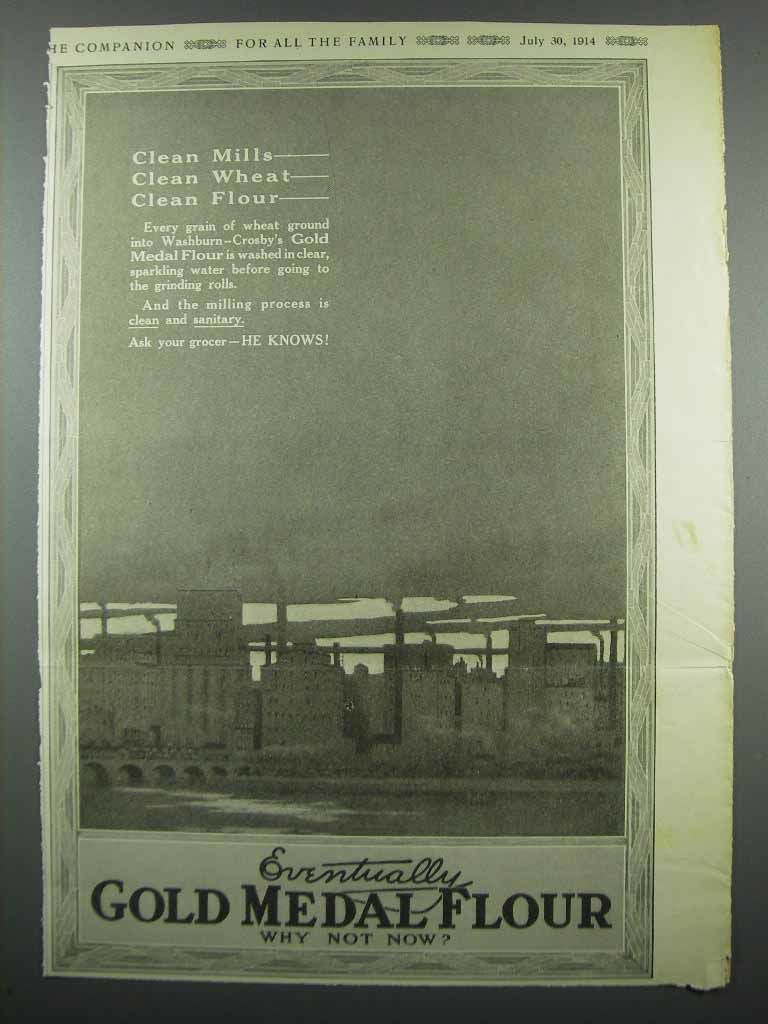 HE COMPANION FOR ALL THE FAMILY July 30, 1914
Clean Mills—
Clean Wheat—
Clean Flour—
Every grain of wheat ground
into Washburn-Crosby's Gold
Medal Flour is washed in clear,
sparkling water before going to
the grinding rolls.
And the milling process is
clean and sanitary.
Ask your grocer—HE KNOWS!
Eventually
GOLD MEDAL FLOUR
WHY NOT NOW?